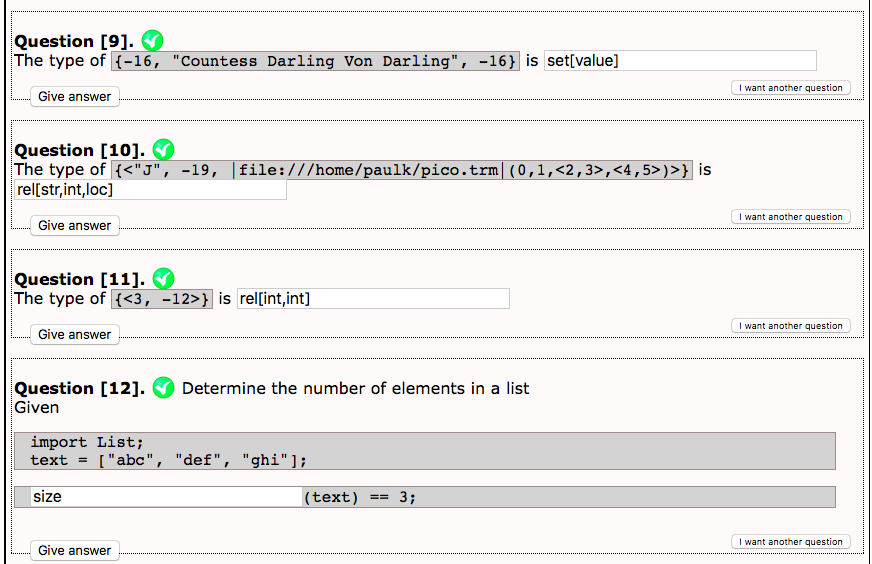 Question [9].
The type of {-16, "Countess Darling Von Darling", -16} is set[value]
I want another question
Give answer
Question [10].
The type of {<"J", -19, |file:///home/paulk/pico.trm|(0,1,<2,3>,<4,5>)>} is
rel[str,int,loc]
I want another question
Give answer
Question [11].
The type of {<3, -12>} is rel[int,int]
I want another question
Give answer
Question [12]. Determine the number of elements in a list
Given
import List;
text = ["abc", "def", "ghi"];
size (text) == 3;
I want another question
Give answer